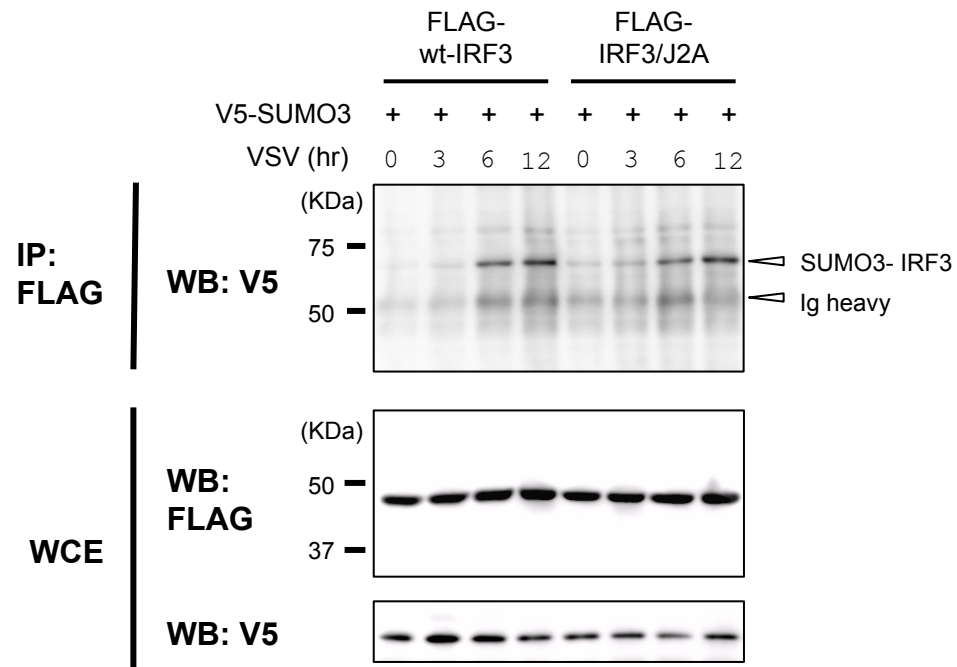 FLAG-
wt-IRF3
FLAG-
IRF3/J2A
V5-SUMO3 + + + + + + + +
VSV (hr) 0 3 6 12 0 3 6 12
(KDa)
75
50
IP:
FLAG
WB: V5
SUMO3- IRF3
Ig heavy
(KDa)
50
37
WB:
FLAG
WCE
WB: V5